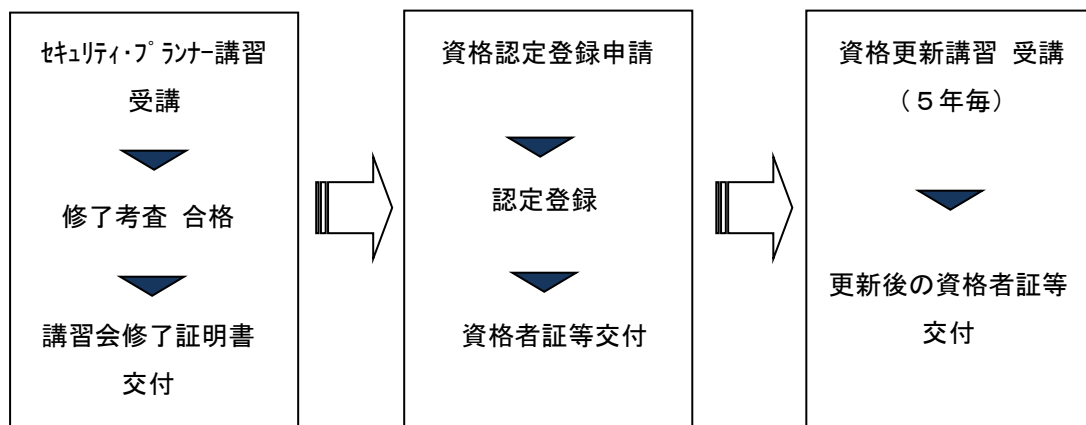 ｾｷｭﾘﾃｨ・ﾌﾟﾗﾝﾅｰ講習
受講
修了考査 合格
講習会修了証明書
交付
資格認定登録申請
認定登録
資格者証等交付
資格更新講習 受講
（５年毎）
更新後の資格者証等
交付